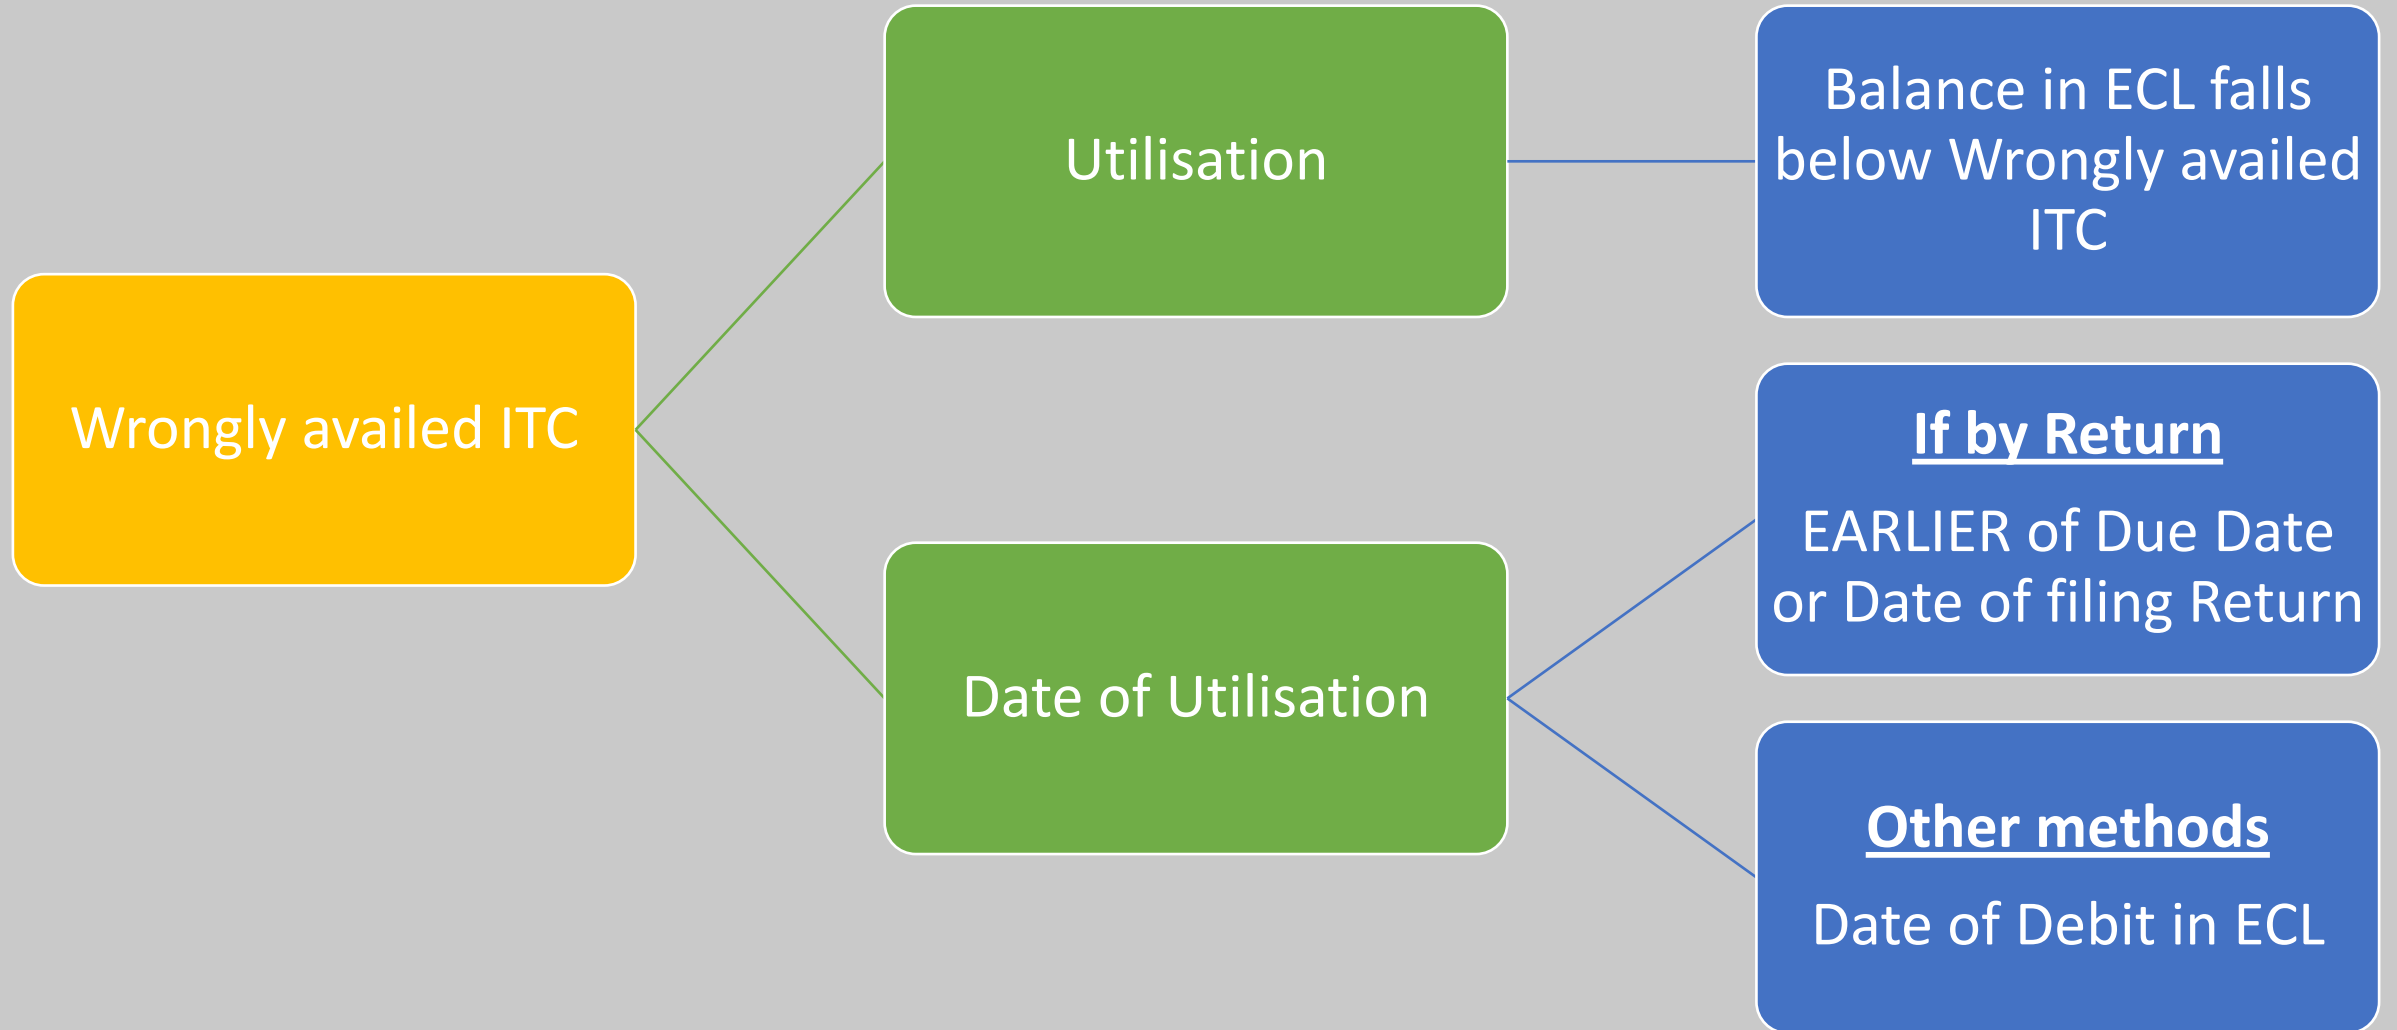 Wrongly availed ITC
Utilisation
Balance in ECL falls
below Wrongly availed
ITC
Date of Utilisation
If by Return
EARLIER of Due Date
or Date of filing Return
Other methods
Date of Debit in ECL